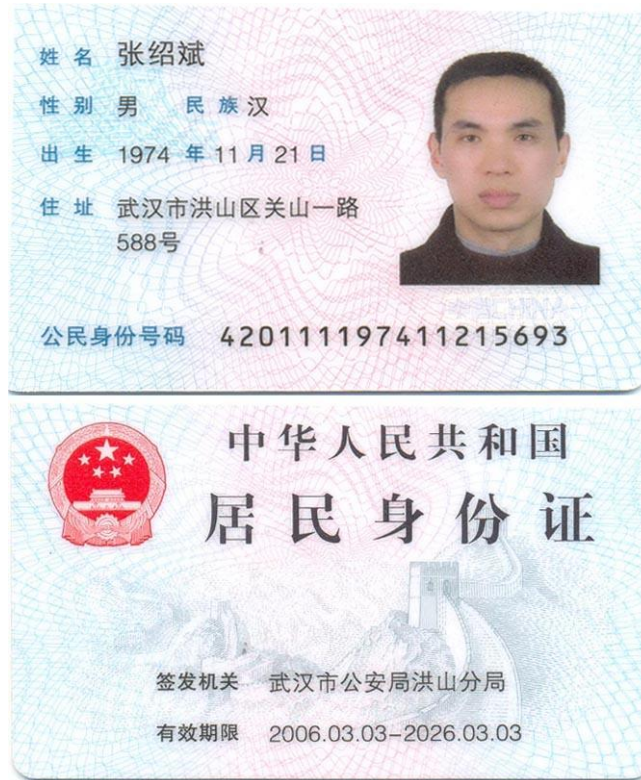 姓名 张绍斌
性别 男 民族 汉
出生 1974 年 11 月 21 日
住址 武汉市洪山区关山一路
588号
公民身份号码 420111197411215693
中华人民共和国
居民身份证
签发机关 武汉市公安局洪山分局
有效期限 2006.03.03-2026.03.03